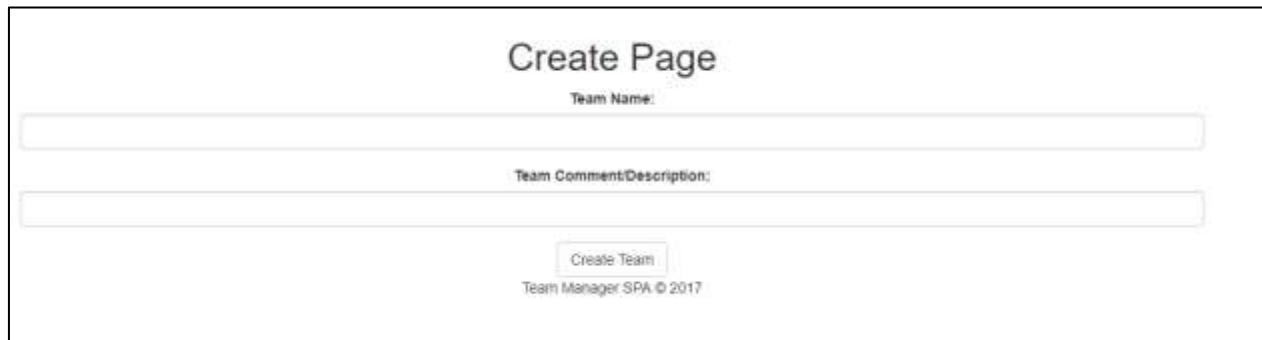 Create Page
Team Name:
Team Comment/Description:
Create Team
Team Manager SPA © 2017